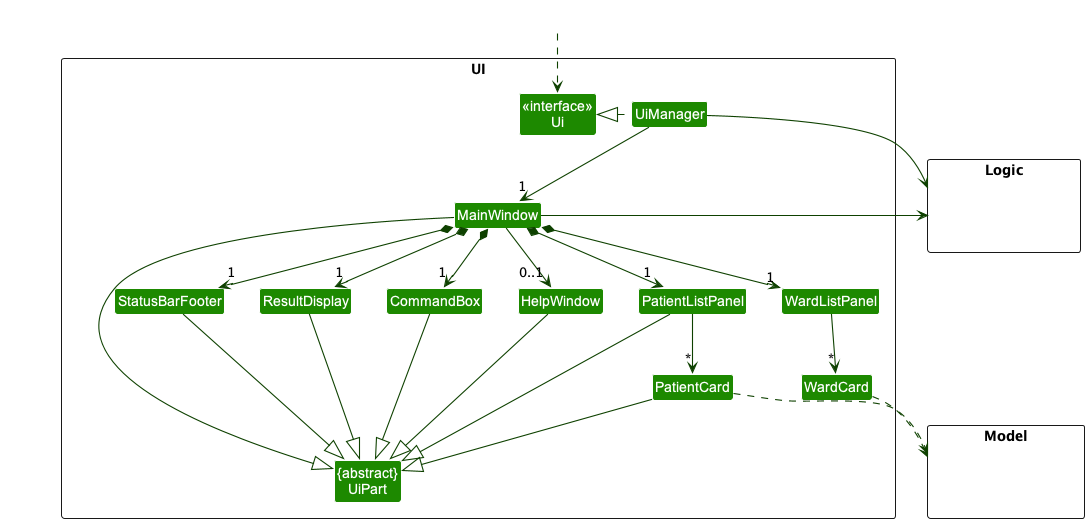 UI
«interface»
Ui
UiManager
Logic
1
MainWindow
1
1
1
0..1
1
1
StatusBarFooter
ResultDisplay
CommandBox
HelpWindow
PatientListPanel
WardListPanel
*
*
PatientCard
WardCard
Model
{abstract}
UiPart